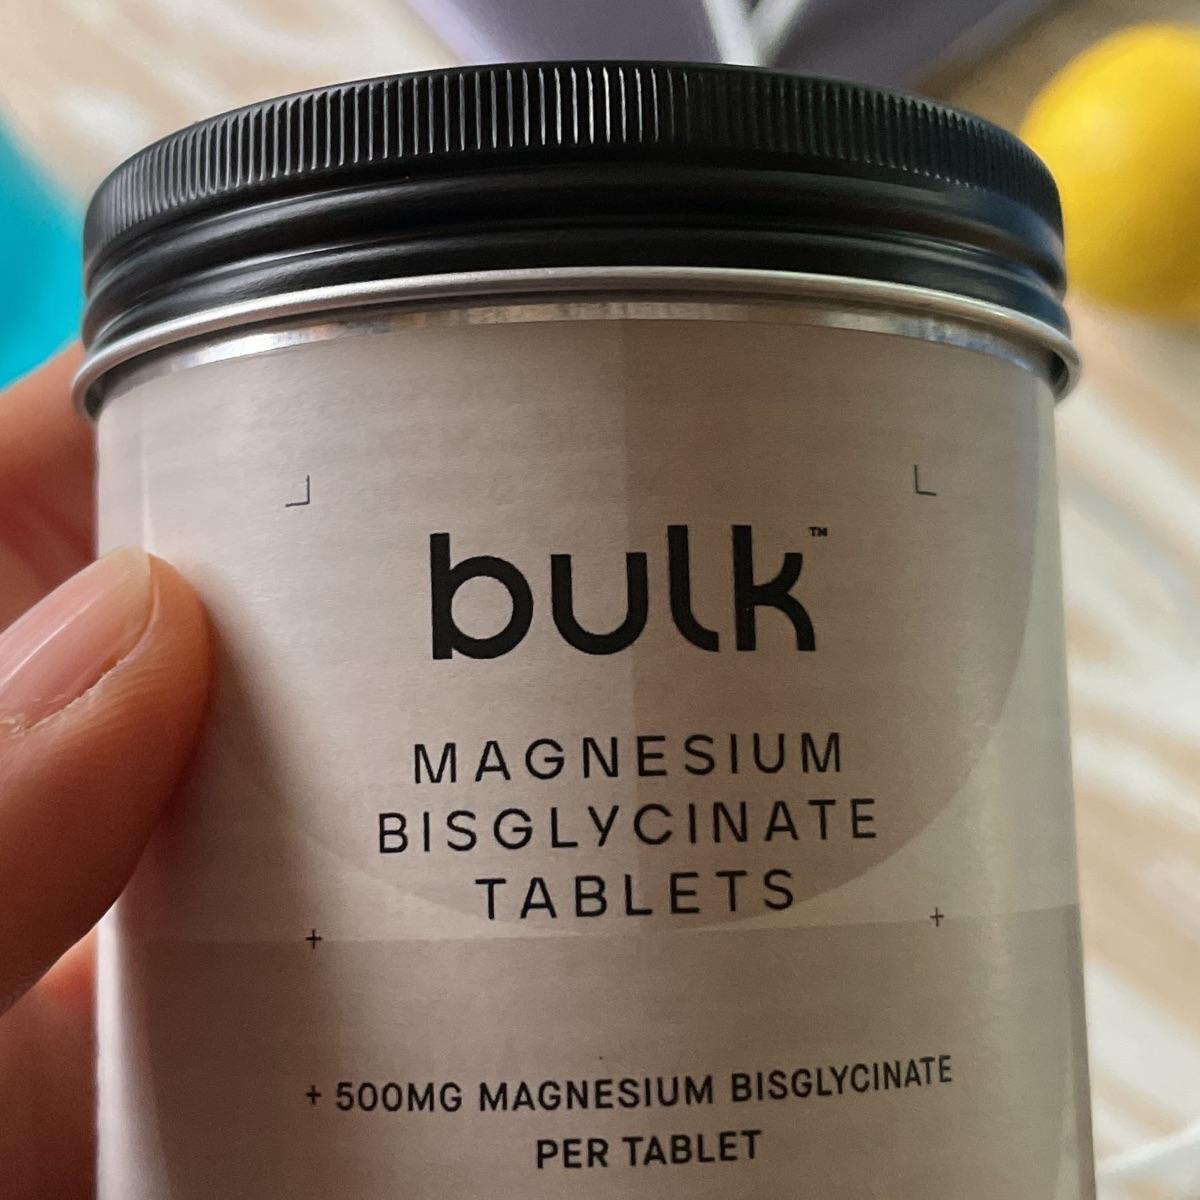 bulk™
MAGNESIUM
BISGLYCINATE
TABLETS
+ 500MG MAGNESIUM BISGLYCINATE
PER TABLET